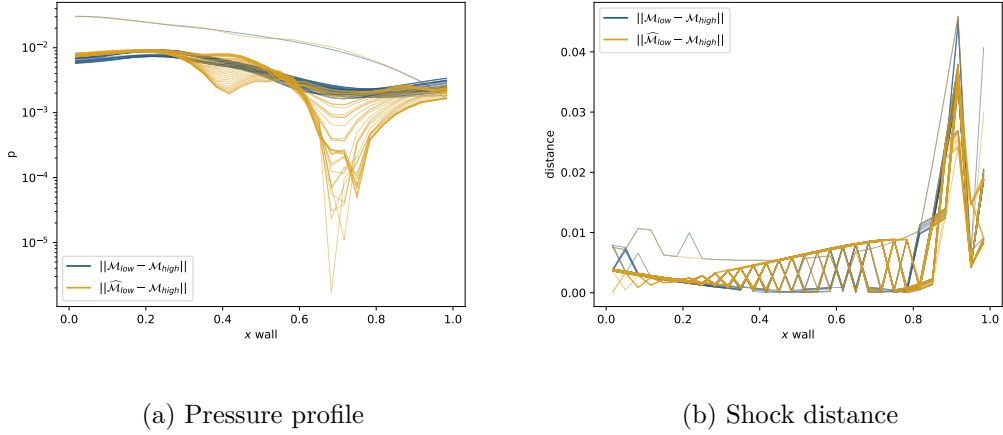 10⁻²
10⁻³
10⁻⁴
10⁻⁵
p
0.0 0.2 0.4 0.6 0.8 1.0
x wall
||ℳ_low − ℳ_high||
||ℳ̂_low − ℳ_high||
(a) Pressure profile
0.04
0.03
0.02
0.01
0.00
distance
0.0 0.2 0.4 0.6 0.8 1.0
x wall
||ℳ_low − ℳ_high||
||ℳ̂_low − ℳ_high||
(b) Shock distance